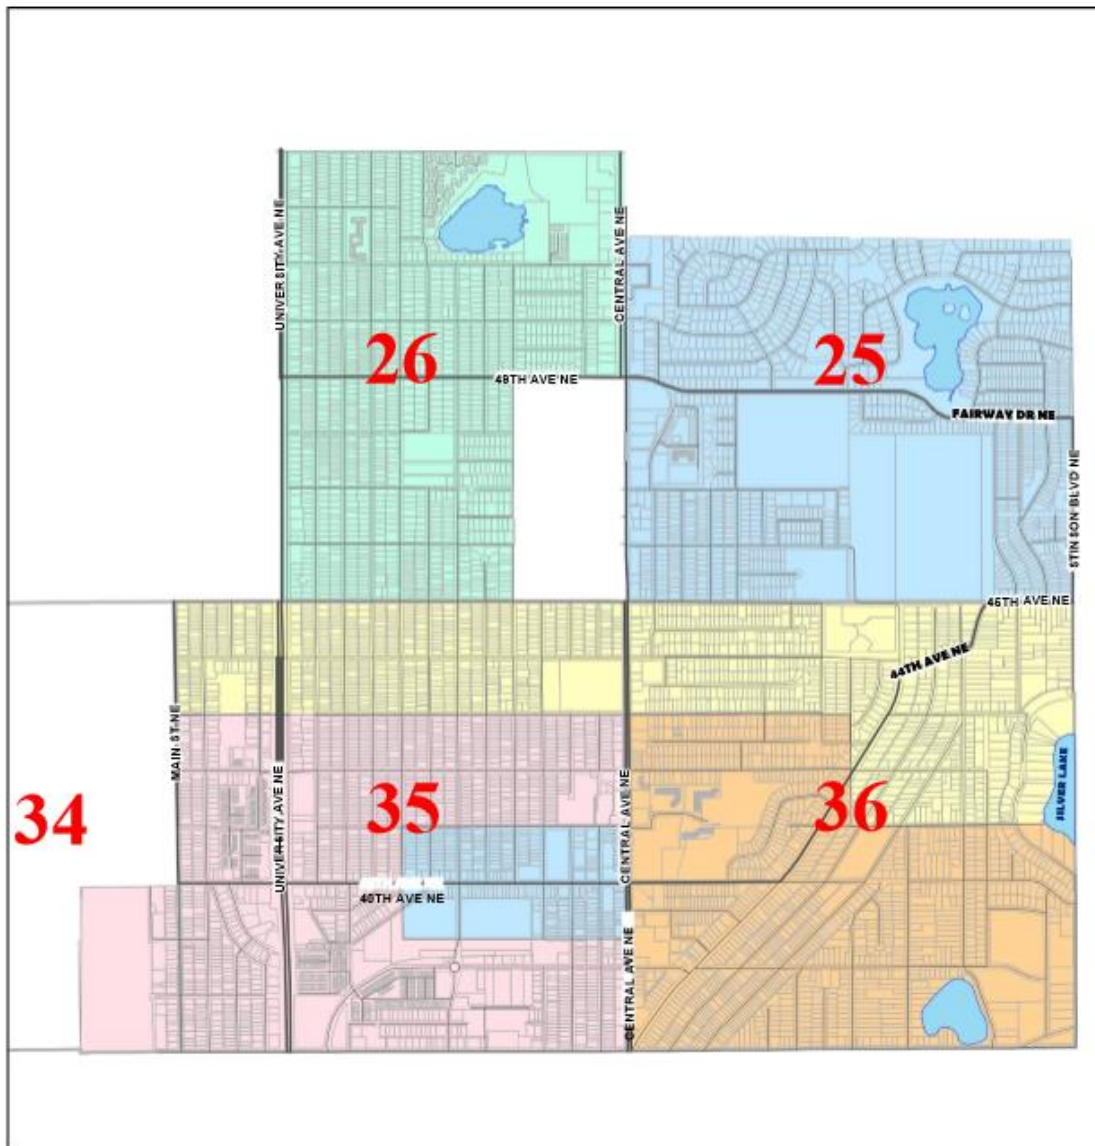 UNIVERSITY AVE NE
CENTRAL AVE NE
26
25
49TH AVE NE
FAIRWAY DR NE
STINSON BLVD NE
45TH AVE NE
44TH AVE NE
MAIN ST NE
UNIVERSITY AVE NE
CENTRAL AVE NE
SILVER LAKE
34
35
36
40TH AVE NE
CENTRAL AVE NE